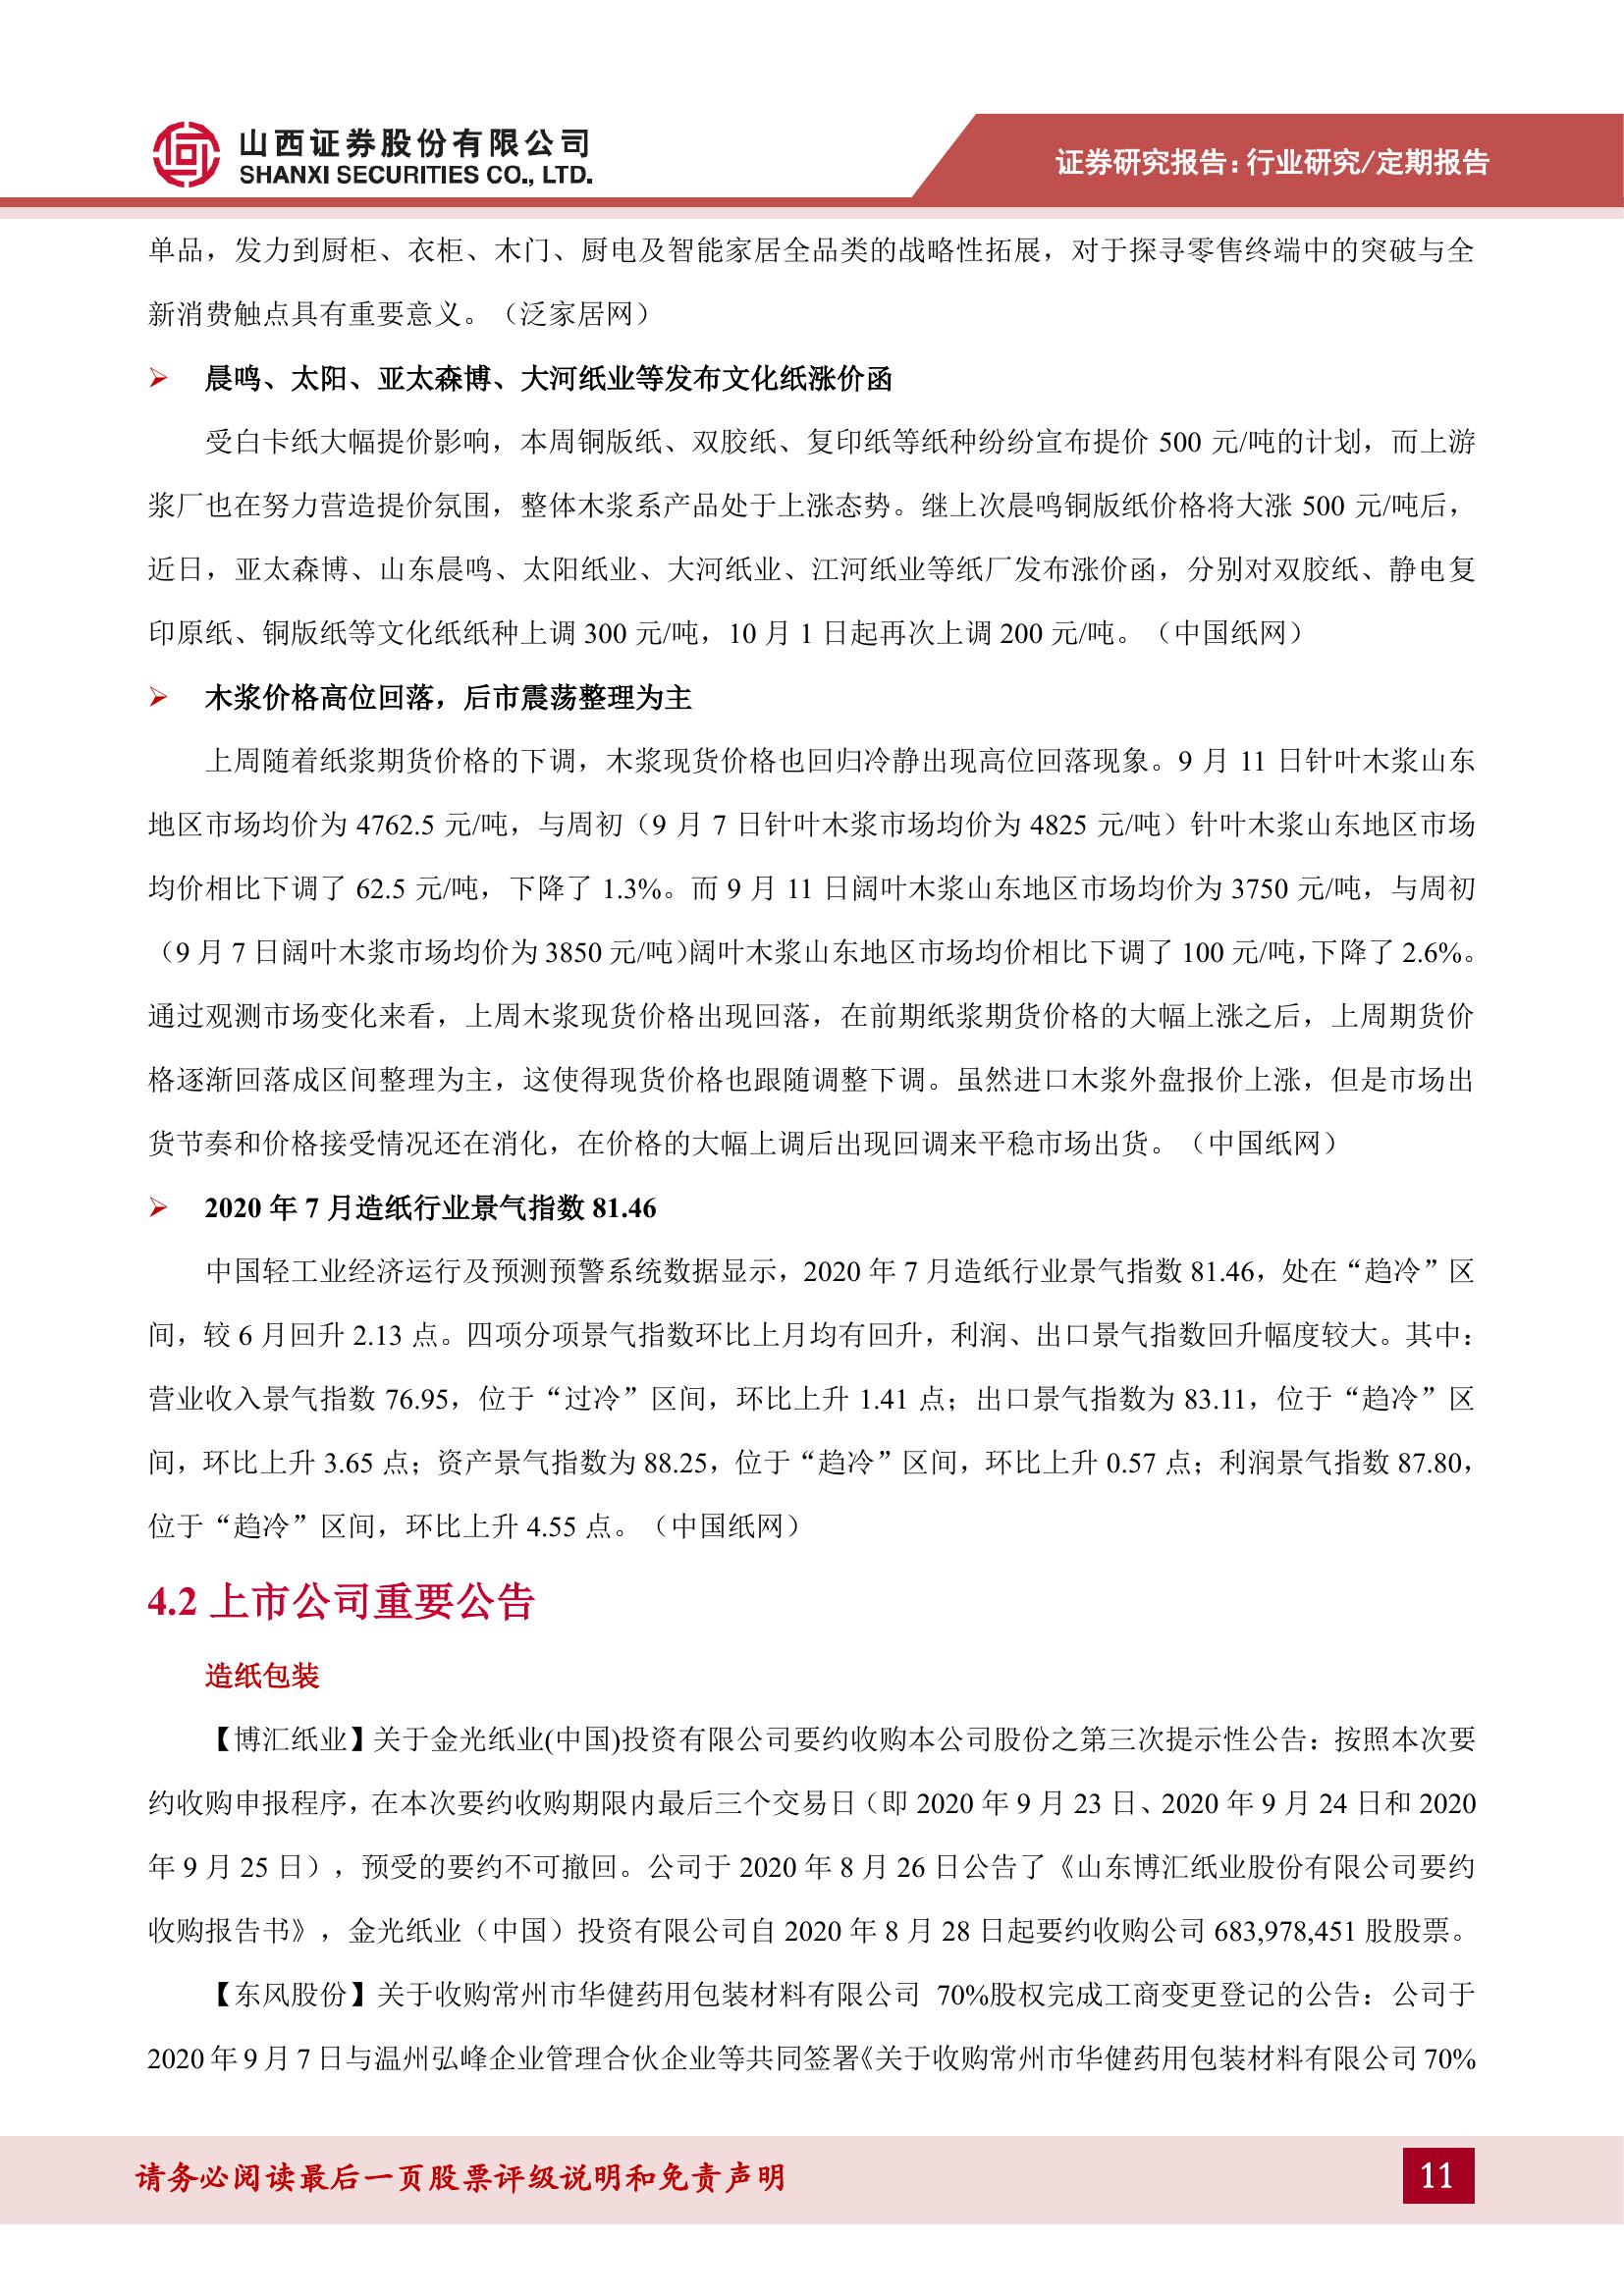 山西证券股份有限公司
SHANXI SECURITIES CO., LTD.
证券研究报告：行业研究/定期报告
单品，发力到厨柜、衣柜、木门、厨电及智能家居全品类的战略性拓展，对于探寻零售终端中的突破与全
新消费触点具有重要意义。（泛家居网）
➢ 晨鸣、太阳、亚太森博、大河纸业等发布文化纸涨价函
受白卡纸大幅提价影响，本周铜版纸、双胶纸、复印纸等纸种纷纷宣布提价 500 元/吨的计划，而上游
浆厂也在努力营造提价氛围，整体木浆系产品处于上涨态势。继上次晨鸣铜版纸价格将大涨 500 元/吨后，
近日，亚太森博、山东晨鸣、太阳纸业、大河纸业、江河纸业等纸厂发布涨价函，分别对双胶纸、静电复
印原纸、铜版纸等文化纸纸种上调 300 元/吨，10 月 1 日起再次上调 200 元/吨。（中国纸网）
➢ 木浆价格高位回落，后市震荡整理为主
上周随着纸浆期货价格的下调，木浆现货价格也回归冷静出现高位回落现象。9 月 11 日针叶木浆山东
地区市场均价为 4762.5 元/吨，与周初（9 月 7 日针叶木浆市场均价为 4825 元/吨）针叶木浆山东地区市场
均价相比下调了 62.5 元/吨，下降了 1.3%。而 9 月 11 日阔叶木浆山东地区市场均价为 3750 元/吨，与周初
（9 月 7 日阔叶木浆市场均价为 3850 元/吨）阔叶木浆山东地区市场均价相比下调了 100 元/吨，下降了 2.6%。
通过观测市场变化来看，上周木浆现货价格出现回落，在前期纸浆期货价格的大幅上涨之后，上周期货价
格逐渐回落成区间整理为主，这使得现货价格也跟随调整下调。虽然进口木浆外盘报价上涨，但是市场出
货节奏和价格接受情况还在消化，在价格的大幅上调后出现回调来平稳市场出货。（中国纸网）
➢ 2020 年 7 月造纸行业景气指数 81.46
中国轻工业经济运行及预测预警系统数据显示，2020 年 7 月造纸行业景气指数 81.46，处在“趋冷”区
间，较 6 月回升 2.13 点。四项分项景气指数环比上月均有回升，利润、出口景气指数回升幅度较大。其中：
营业收入景气指数 76.95，位于“过冷”区间，环比上升 1.41 点；出口景气指数为 83.11，位于“趋冷”区
间，环比上升 3.65 点；资产景气指数为 88.25，位于“趋冷”区间，环比上升 0.57 点；利润景气指数 87.80，
位于“趋冷”区间，环比上升 4.55 点。（中国纸网）
4.2 上市公司重要公告
造纸包装
【博汇纸业】关于金光纸业(中国)投资有限公司要约收购本公司股份之第三次提示性公告：按照本次要
约收购申报程序，在本次要约收购期限内最后三个交易日（即 2020 年 9 月 23 日、2020 年 9 月 24 日和 2020
年 9 月 25 日），预受的要约不可撤回。公司于 2020 年 8 月 26 日公告了《山东博汇纸业股份有限公司要约
收购报告书》，金光纸业（中国）投资有限公司自 2020 年 8 月 28 日起要约收购公司 683,978,451 股股票。
【东风股份】关于收购常州市华健药用包装材料有限公司 70%股权完成工商变更登记的公告：公司于
2020 年 9 月 7 日与温州弘峰企业管理合伙企业等共同签署《关于收购常州市华健药用包装材料有限公司 70%
请务必阅读最后一页股票评级说明和免责声明
11